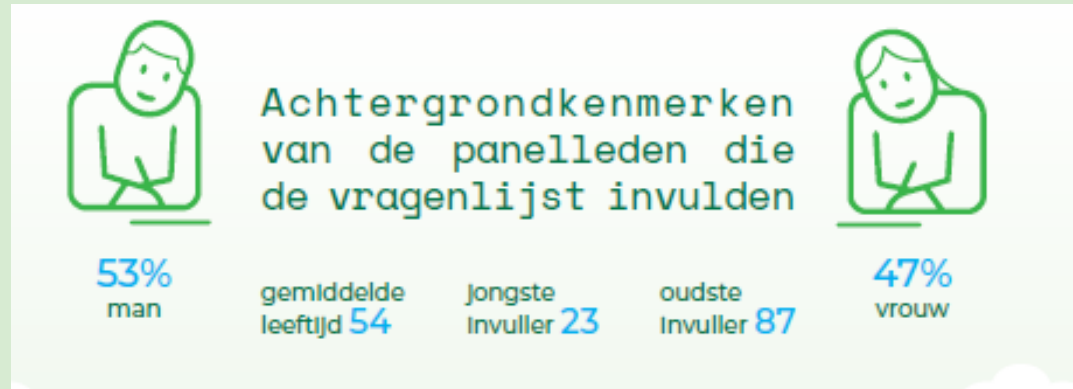 Achtergrondkenmerken
van de panelleden die
de vragenlijst invulden
53%
man
gemiddelde
leeftijd 54
jongste
invuller 23
oudste
invuller 87
47%
vrouw